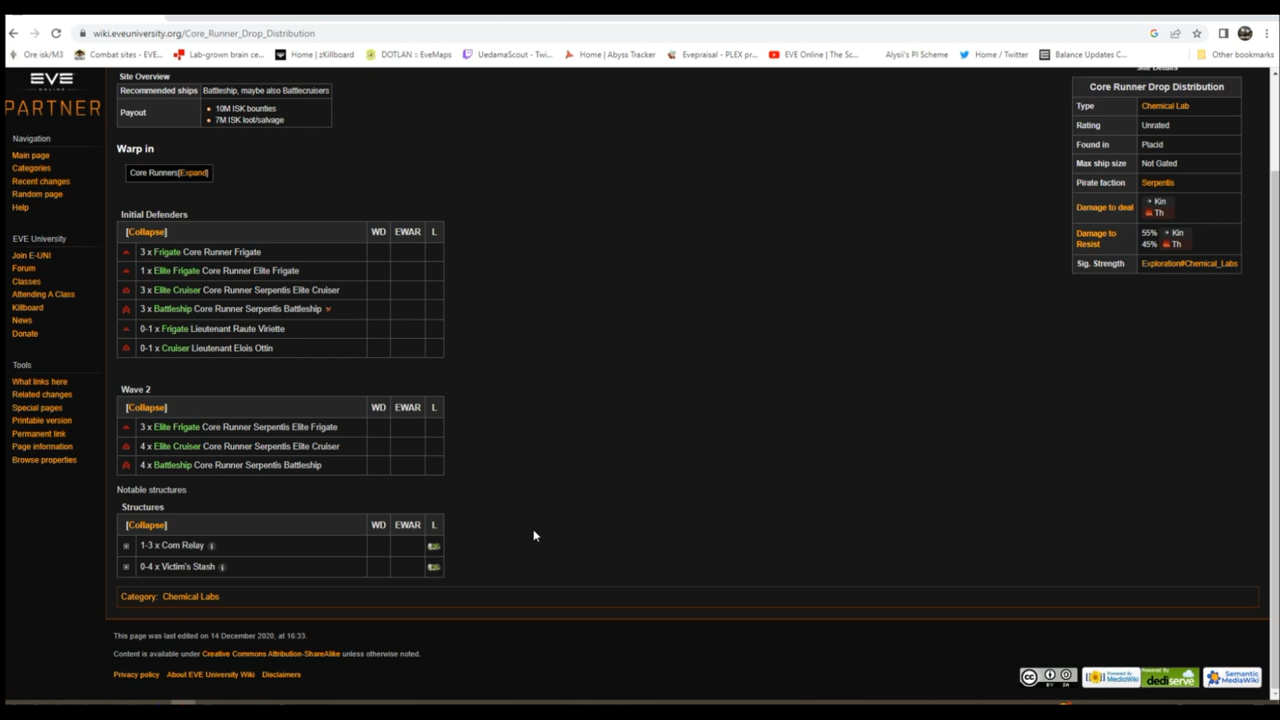 wiki.eveuniversity.org/Core_Runner_Drop_Distribution
Ore isk/M3
Combat sites - EVE...
Lab-grown brain ce...
Home | zKillboard
DOTLAN :: EveMaps
UedamaScout - Twi...
Home | Abyss Tracker
Evepraisal - PLEX pr...
EVE Online | The Sc...
Alysii's PI Scheme
Home / Twitter
Balance Updates C...
Other bookmarks
EVE
ONLINE
PARTNER
Navigation
Main page
Categories
Recent changes
Random page
Help
EVE University
Join E-UNI
Forum
Classes
Attending A Class
Killboard
News
Donate
Tools
What links here
Related changes
Special pages
Printable version
Permanent link
Page information
Browse properties
Site Overview
Recommended ships Battleship, maybe also Battlecruisers
Payout
10M ISK bounties
7M ISK loot/salvage
Warp in
Core Runners[Expand]
Initial Defenders
[Collapse] WD EWAR L
3 x Frigate Core Runner Frigate
1 x Elite Frigate Core Runner Elite Frigate
3 x Elite Cruiser Core Runner Serpentis Elite Cruiser
3 x Battleship Core Runner Serpentis Battleship
0-1 x Frigate Lieutenant Raute Viriette
0-1 x Cruiser Lieutenant Elois Ottin
Wave 2
[Collapse] WD EWAR L
3 x Elite Frigate Core Runner Serpentis Elite Frigate
4 x Elite Cruiser Core Runner Serpentis Elite Cruiser
4 x Battleship Core Runner Serpentis Battleship
Notable structures
Structures
[Collapse] WD EWAR L
1-3 x Com Relay
0-4 x Victim's Stash
Category: Chemical Labs
Site Details
Core Runner Drop Distribution
Type Chemical Lab
Rating Unrated
Found in Placid
Max ship size Not Gated
Pirate faction Serpentis
Damage to deal Kin
Th
Damage to Resist 55% Kin
45% Th
Sig. Strength Exploration#Chemical_Labs
This page was last edited on 14 December 2020, at 16:33.
Content is available under Creative Commons Attribution-ShareAlike unless otherwise noted.
Privacy policy About EVE University Wiki Disclaimers
Powered By MediaWiki
Powered By dediserve
Semantic MediaWiki